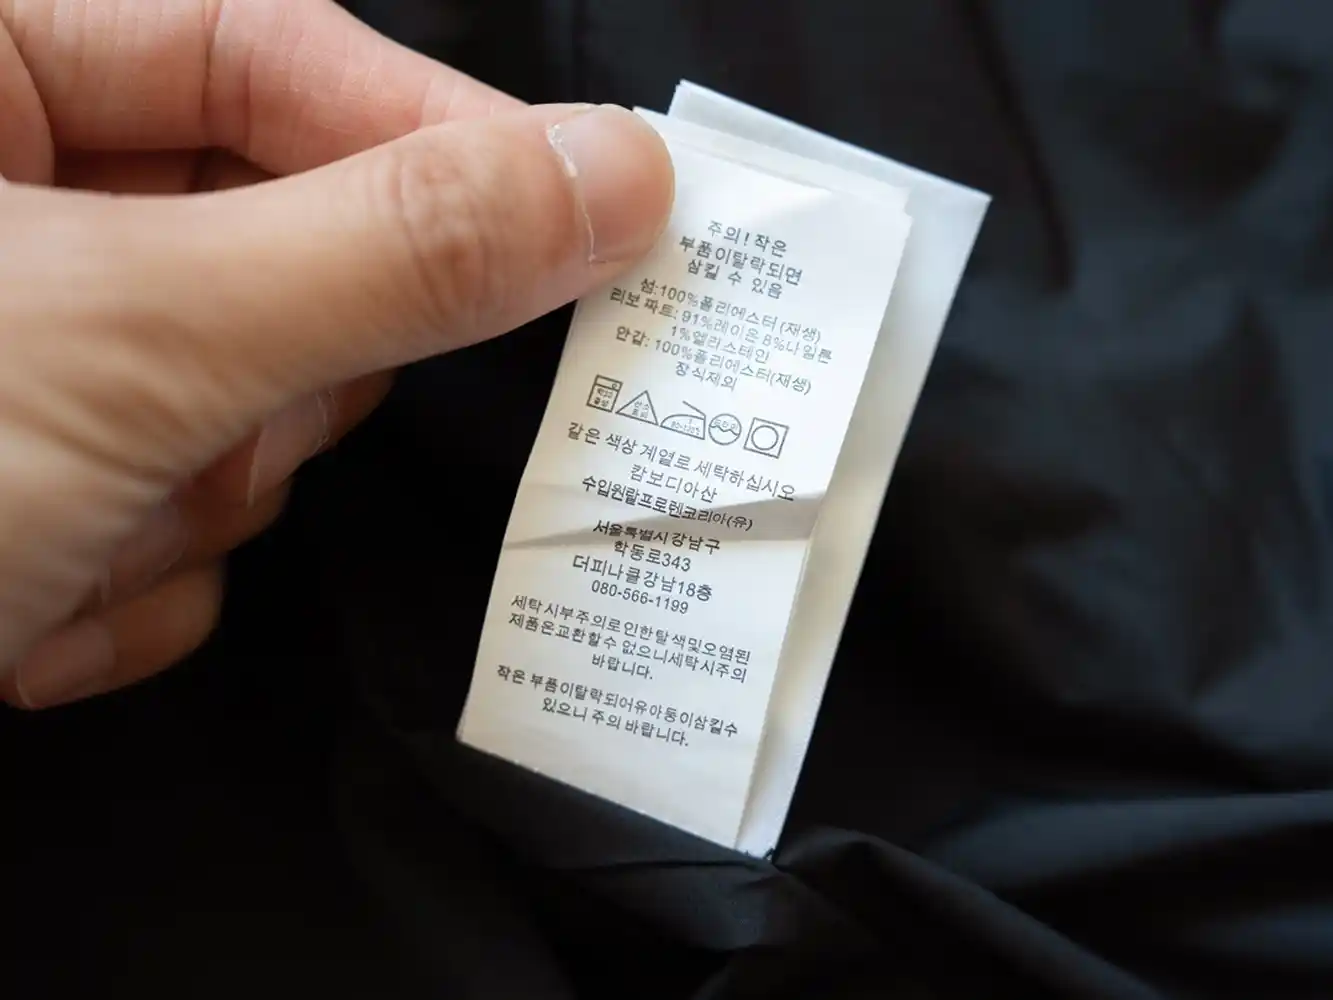 주의! 작은
부품이탈락되면
삼킬 수 있음
섬:100%폴리에스터 (재생)
리브 파트: 91%레이온 8%나일론
1%엘라스테인
안감: 100%폴리에스터(재생)
장식제외
80-120℃
같은 색상 계열로 세탁하십시오
캄보디아산
수입원랄프로렌코리아(유)
서울특별시강남구
학동로343
더피나클강남18층
080-566-1199
세탁시부주의로인한탈색및오염된
제품은교환할수 없으니세탁시주의
바랍니다.
작은 부품이탈락되어유아동이삼킬수
있으니 주의 바랍니다.